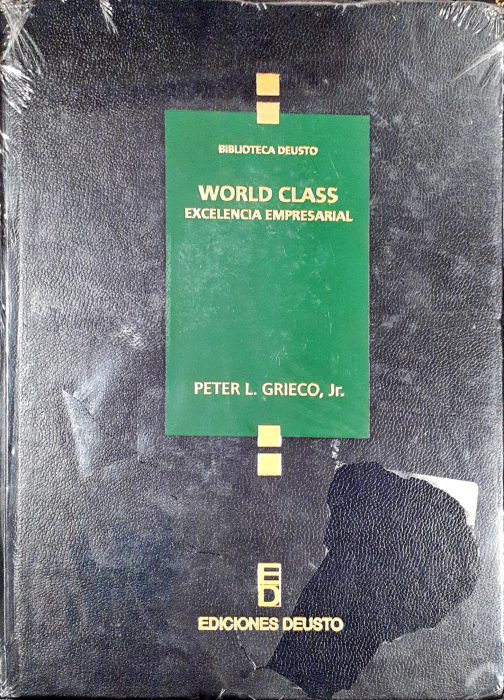 BIBLIOTECA DEUSTO
WORLD CLASS
EXCELENCIA EMPRESARIAL
PETER L. GRIECO, Jr.
ED
EDICIONES DEUSTO